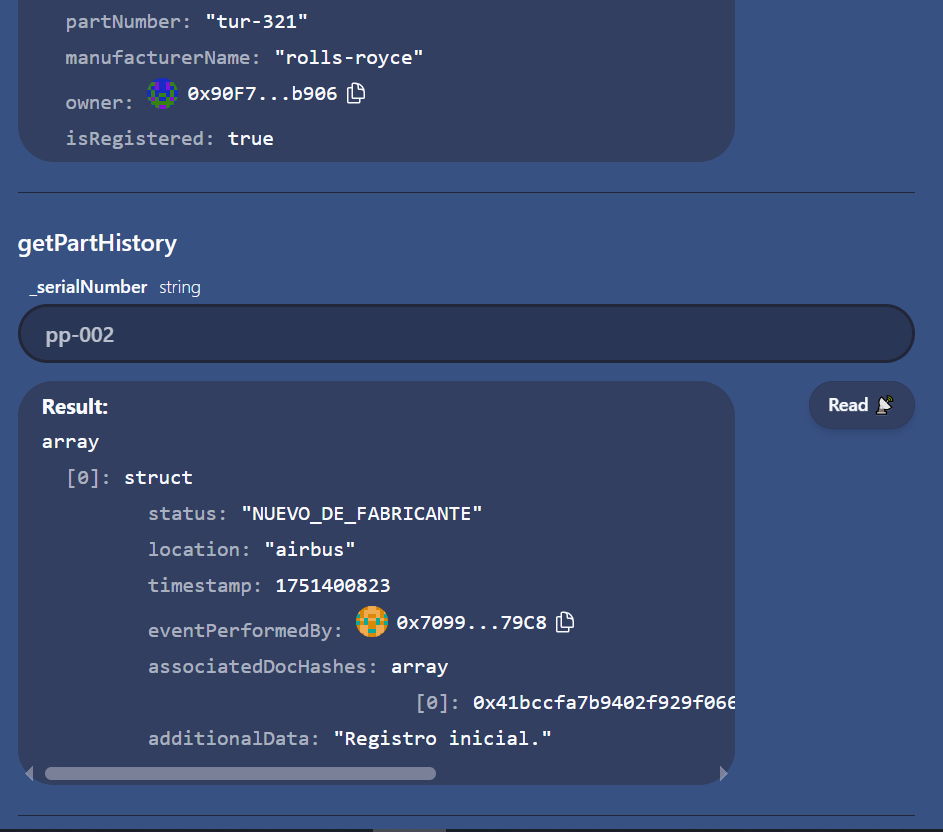 partNumber: "tur-321"
manufacturerName: "rolls-royce"
owner: 0x90F7...b906
isRegistered: true
getPartHistory
_serialNumber string
pp-002
Result:
Read
array
[0]: struct
status: "NUEVO_DE_FABRICANTE"
location: "airbus"
timestamp: 1751400823
eventPerformedBy: 0x7099...79C8
associatedDocHashes: array
[0]: 0x41bccfa7b9402f929f066
additionalData: "Registro inicial."